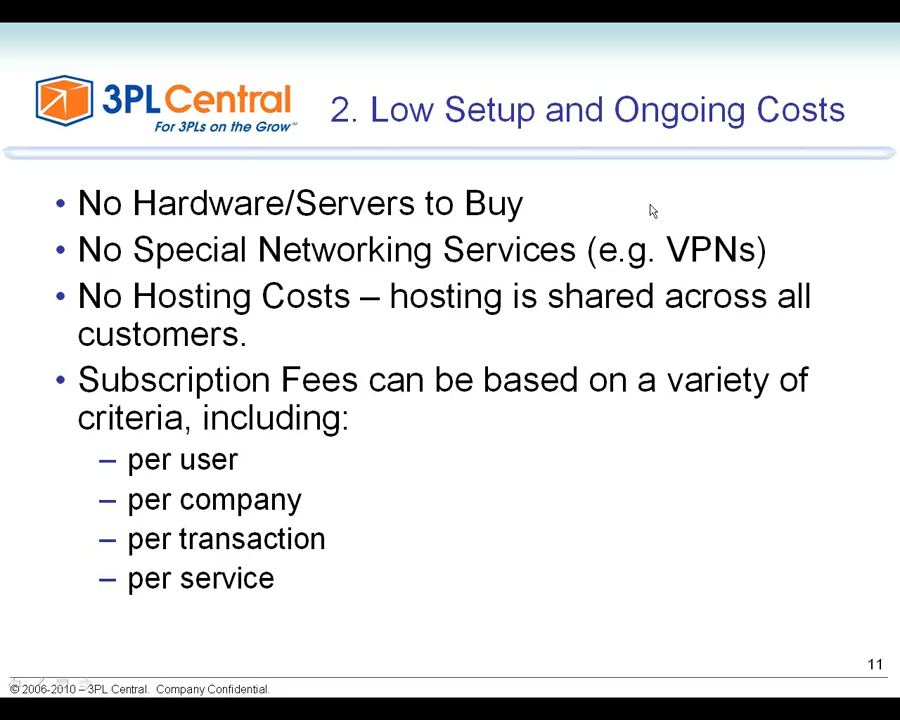 3PL Central
For 3PLs on the Grow™
2. Low Setup and Ongoing Costs
• No Hardware/Servers to Buy
• No Special Networking Services (e.g. VPNs)
• No Hosting Costs – hosting is shared across all
customers.
• Subscription Fees can be based on a variety of
criteria, including:
– per user
– per company
– per transaction
– per service
11
© 2006-2010 – 3PL Central. Company Confidential.